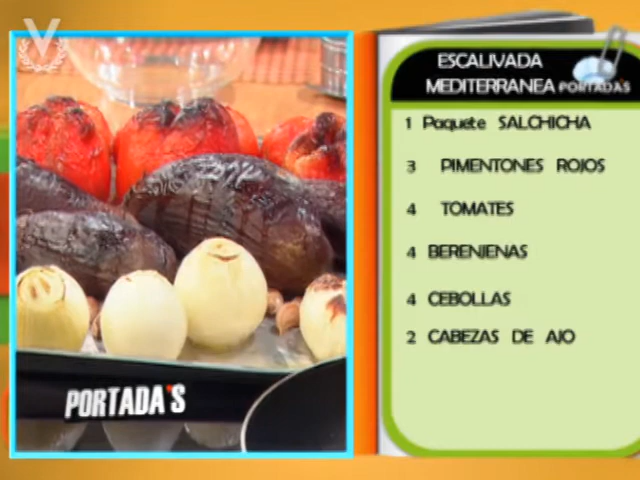 V
ESCALIVADA
MEDITERRANEA
PORTADA'S
1 Paquete SALCHICHA
3 PIMENTONES ROJOS
4 TOMATES
4 BERENJENAS
4 CEBOLLAS
2 CABEZAS DE AJO
PORTADA'S